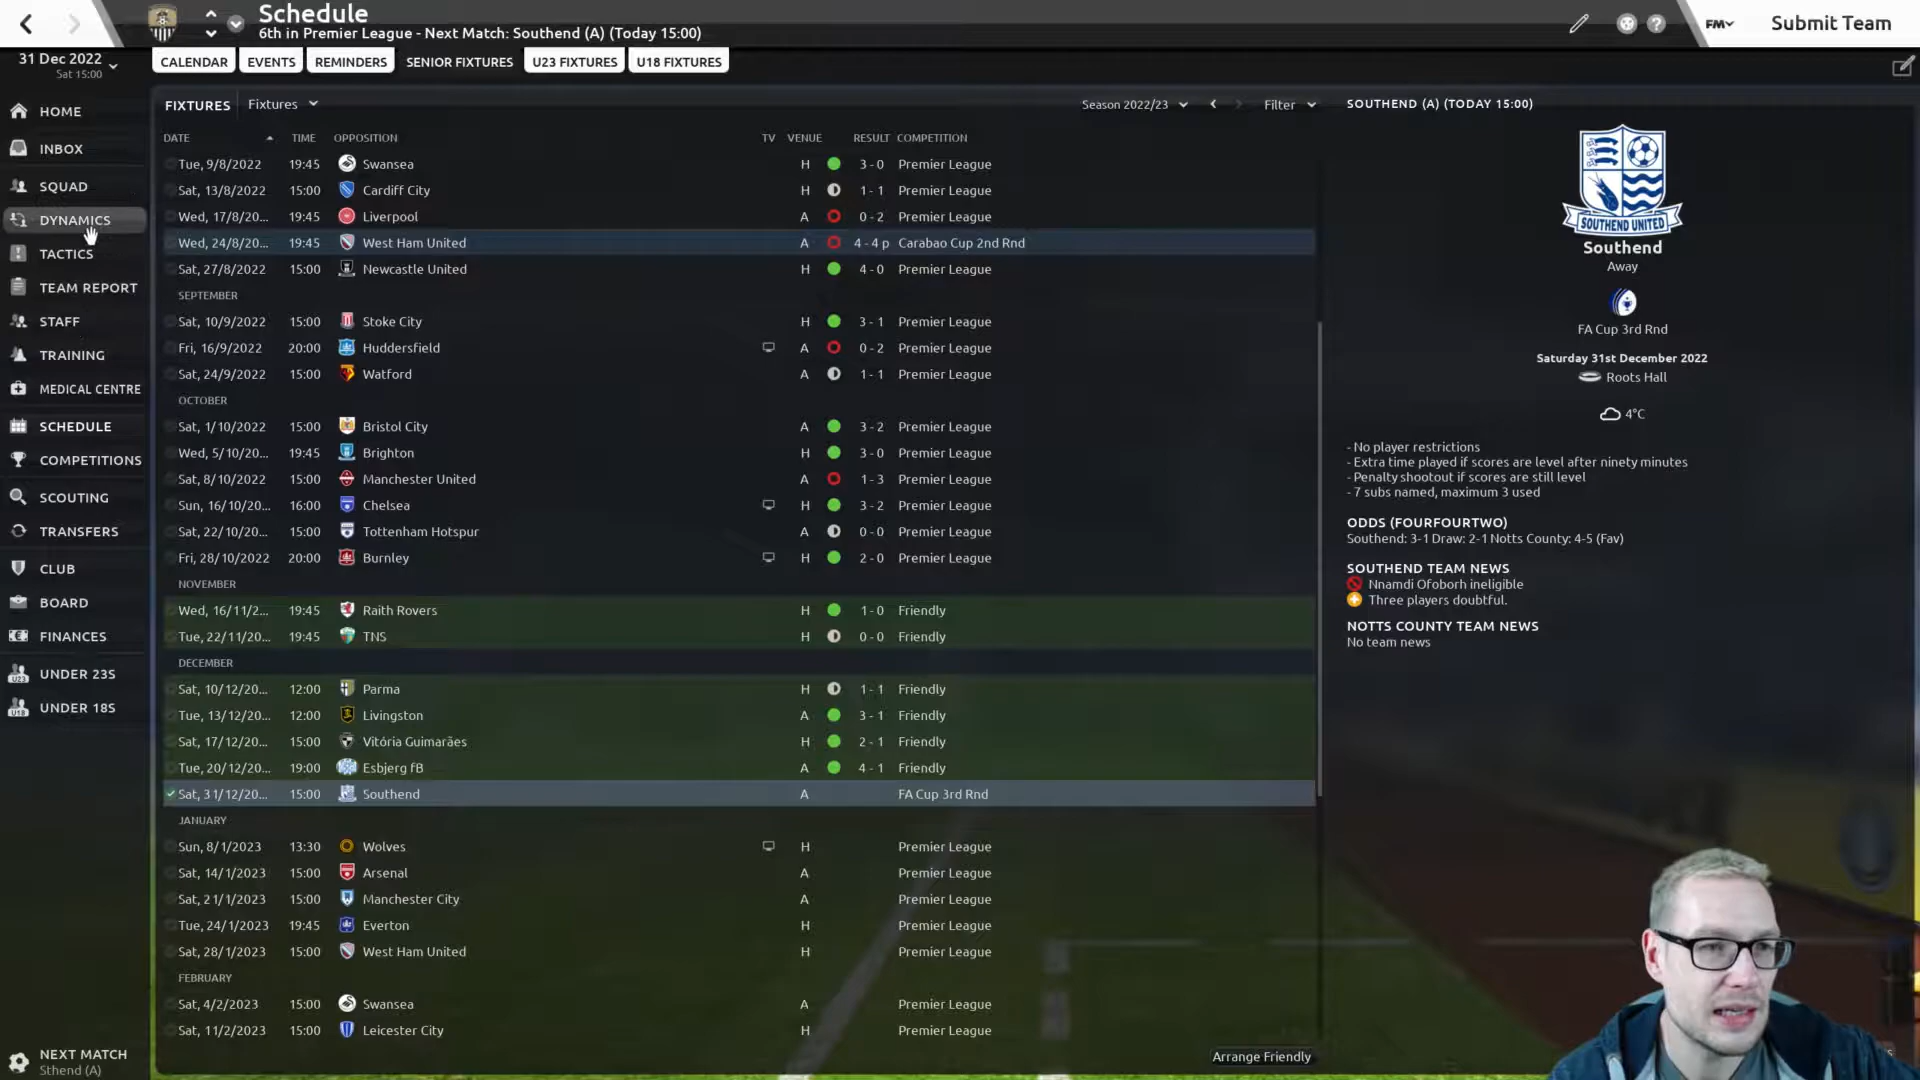 Schedule
6th in Premier League - Next Match: Southend (A) (Today 15:00)
FM
Submit Team
31 Dec 2022
Sat 15:00
CALENDAR EVENTS REMINDERS SENIOR FIXTURES U23 FIXTURES U18 FIXTURES
HOME
INBOX
SQUAD
DYNAMICS
TACTICS
TEAM REPORT
STAFF
TRAINING
MEDICAL CENTRE
SCHEDULE
COMPETITIONS
SCOUTING
TRANSFERS
CLUB
BOARD
FINANCES
UNDER 23S
UNDER 18S
NEXT MATCH
Sthend (A)
FIXTURES Fixtures Season 2022/23 Filter
DATE TIME OPPOSITION TV VENUE RESULT COMPETITION
Tue, 9/8/2022 19:45 Swansea H 3 - 0 Premier League
Sat, 13/8/2022 15:00 Cardiff City H 1 - 1 Premier League
Wed, 17/8/20... 19:45 Liverpool A 0 - 2 Premier League
Wed, 24/8/20... 19:45 West Ham United A 4 - 4 p Carabao Cup 2nd Rnd
Sat, 27/8/2022 15:00 Newcastle United H 4 - 0 Premier League
SEPTEMBER
Sat, 10/9/2022 15:00 Stoke City H 3 - 1 Premier League
Fri, 16/9/2022 20:00 Huddersfield A 0 - 2 Premier League
Sat, 24/9/2022 15:00 Watford A 1 - 1 Premier League
OCTOBER
Sat, 1/10/2022 15:00 Bristol City A 3 - 2 Premier League
Wed, 5/10/20... 19:45 Brighton H 3 - 0 Premier League
Sat, 8/10/2022 15:00 Manchester United A 1 - 3 Premier League
Sun, 16/10/20... 16:00 Chelsea H 3 - 2 Premier League
Sat, 22/10/20... 15:00 Tottenham Hotspur A 0 - 0 Premier League
Fri, 28/10/2022 20:00 Burnley H 2 - 0 Premier League
NOVEMBER
Wed, 16/11/2... 19:45 Raith Rovers H 1 - 0 Friendly
Tue, 22/11/20... 19:45 TNS H 0 - 0 Friendly
DECEMBER
Sat, 10/12/20... 12:00 Parma H 1 - 1 Friendly
Tue, 13/12/20... 12:00 Livingston A 3 - 1 Friendly
Sat, 17/12/20... 15:00 Vitória Guimarães H 2 - 1 Friendly
Tue, 20/12/20... 19:00 Esbjerg fB A 4 - 1 Friendly
Sat, 31/12/20... 15:00 Southend A FA Cup 3rd Rnd
JANUARY
Sun, 8/1/2023 13:30 Wolves H Premier League
Sat, 14/1/2023 15:00 Arsenal A Premier League
Sat, 21/1/2023 15:00 Manchester City A Premier League
Tue, 24/1/2023 19:45 Everton H Premier League
Sat, 28/1/2023 15:00 West Ham United H Premier League
FEBRUARY
Sat, 4/2/2023 15:00 Swansea A Premier League
Sat, 11/2/2023 15:00 Leicester City H Premier League
Arrange Friendly
SOUTHEND (A) (TODAY 15:00)
SOUTHEND UNITED
Southend
Away
FA Cup 3rd Rnd
Saturday 31st December 2022
Roots Hall
4°C
- No player restrictions
- Extra time played if scores are level after ninety minutes
- Penalty shootout if scores are still level
- 7 subs named, maximum 3 used
ODDS (FOURFOURTWO)
Southend: 3-1 Draw: 2-1 Notts County: 4-5 (Fav)
SOUTHEND TEAM NEWS
Nnamdi Ofoborh ineligible
Three players doubtful.
NOTTS COUNTY TEAM NEWS
No team news